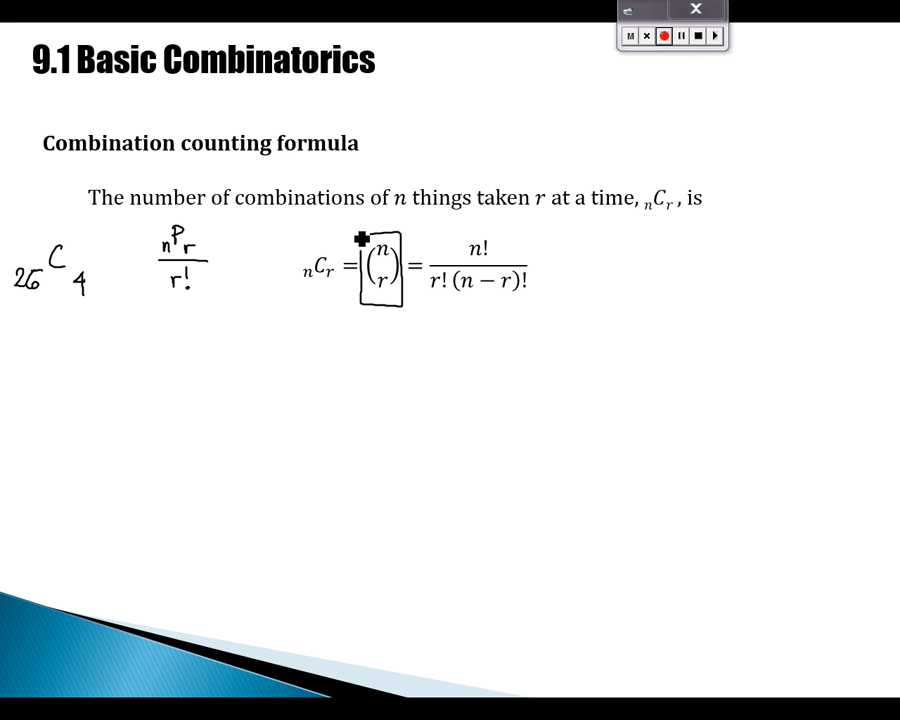 X
M
9.1 Basic Combinatorics
Combination counting formula
The number of combinations of n things taken r at a time, ₙCᵣ, is
₂₆C₄ ₙPᵣ / r! ₙCᵣ = (n r) = n! / r! (n − r)!